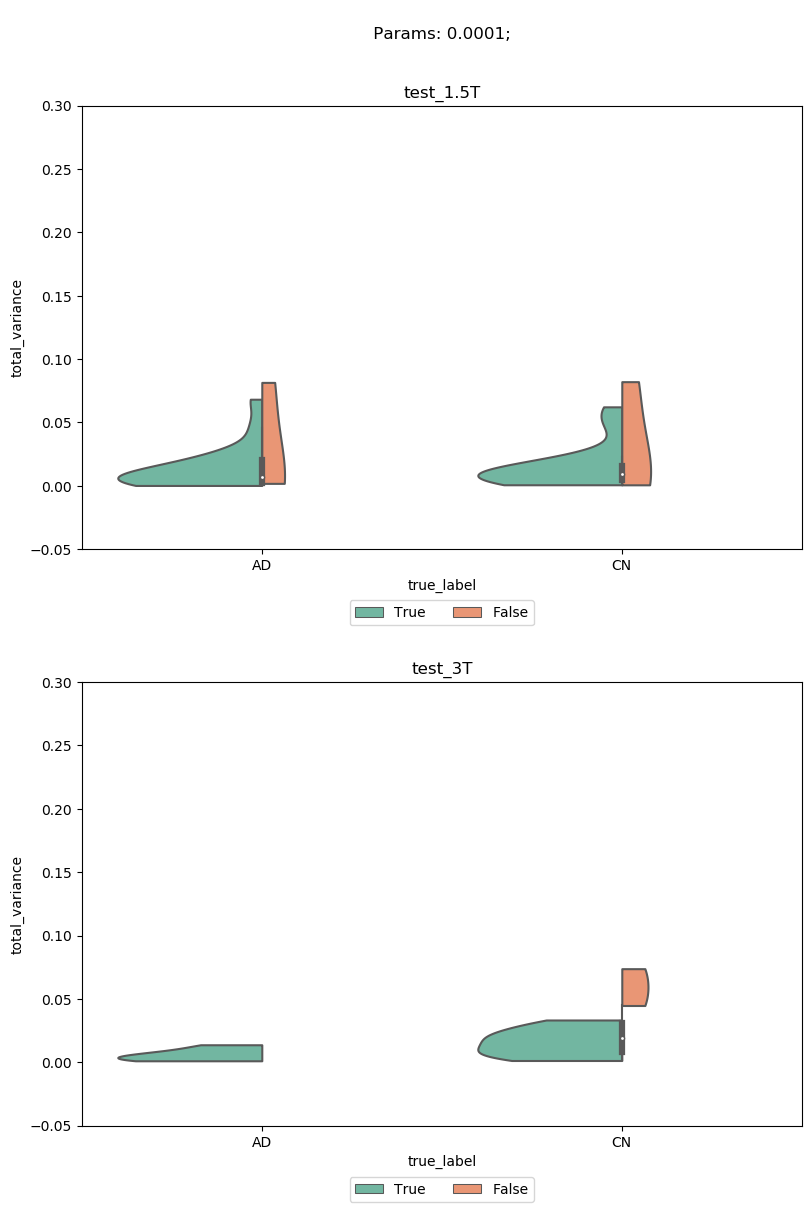 Params: 0.0001;
test_1.5T
0.30
0.25
0.20
0.15
0.10
0.05
0.00
−0.05
total_variance
AD CN
true_label
True False
test_3T
0.30
0.25
0.20
0.15
0.10
0.05
0.00
−0.05
total_variance
AD CN
true_label
True False